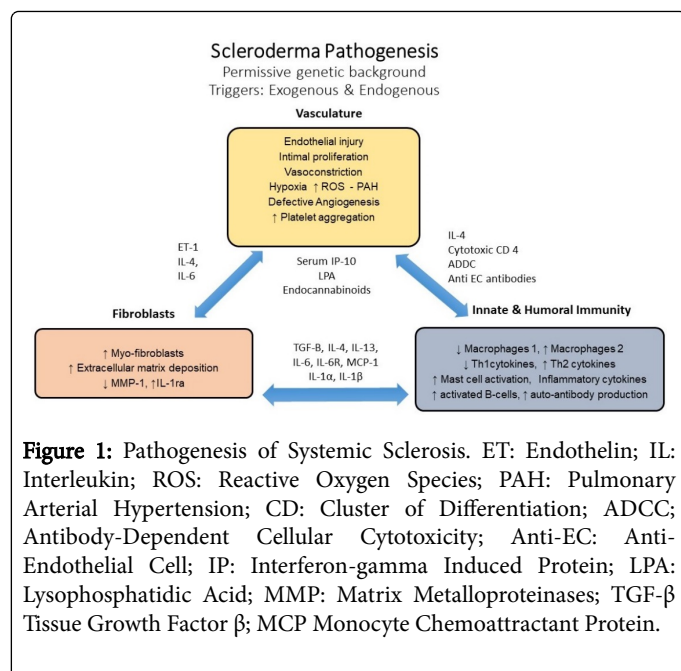 Scleroderma Pathogenesis
Permissive genetic background
Triggers: Exogenous & Endogenous
Vasculature
Endothelial injury
Intimal proliferation
Vasoconstriction
Hypoxia ↑ ROS - PAH
Defective Angiogenesis
↑ Platelet aggregation
ET-1
IL-4,
IL-6
Serum IP-10
LPA
Endocannabinoids
IL-4
Cytotoxic CD 4
ADDC
Anti EC antibodies
Fibroblasts
↑ Myo-fibroblasts
↑ Extracellular matrix deposition
↓ MMP-1, ↑IL-1ra
TGF-B, IL-4, IL-13,
IL-6, IL-6R, MCP-1
IL-1α, IL-1β
Innate & Humoral Immunity
↓ Macrophages 1, ↑ Macrophages 2
↓ Th1cytokines, ↑ Th2 cytokines
↑ Mast cell activation, Inflammatory cytokines
↑ activated B-cells, ↑ auto-antibody production
Figure 1: Pathogenesis of Systemic Sclerosis. ET: Endothelin; IL:
Interleukin; ROS: Reactive Oxygen Species; PAH: Pulmonary
Arterial Hypertension; CD: Cluster of Differentiation; ADCC;
Antibody-Dependent Cellular Cytotoxicity; Anti-EC: Anti-
Endothelial Cell; IP: Interferon-gamma Induced Protein; LPA:
Lysophosphatidic Acid; MMP: Matrix Metalloproteinases; TGF-β
Tissue Growth Factor β; MCP Monocyte Chemoattractant Protein.